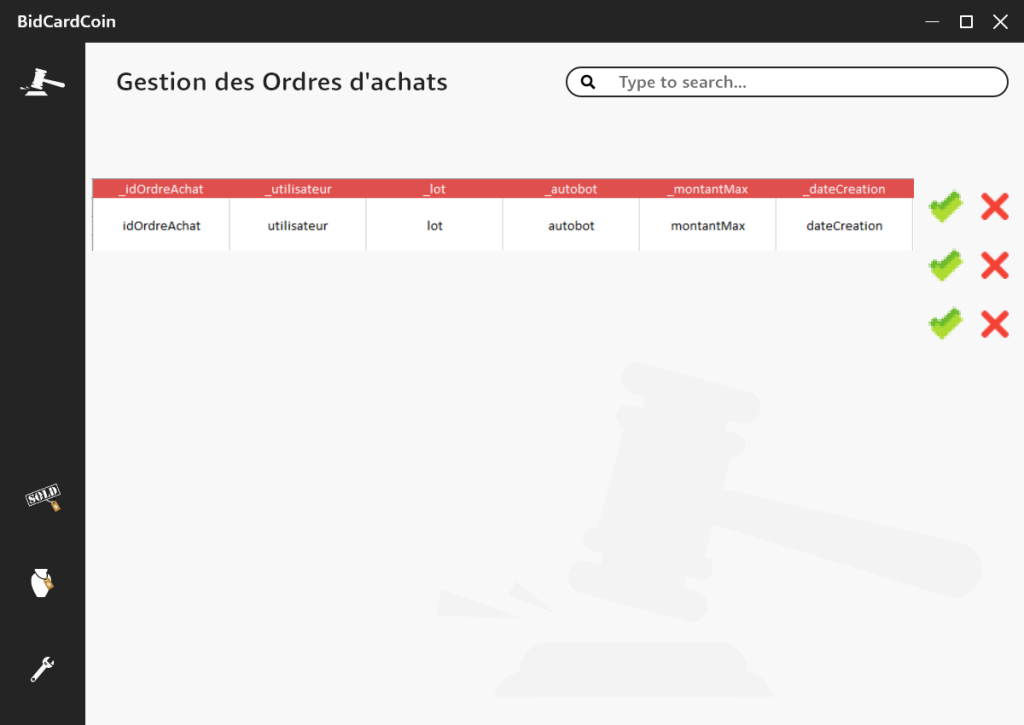 BidCardCoin
Gestion des Ordres d'achats
Type to search...
_idOrdreAchat _utilisateur _lot _autobot _montantMax _dateCreation
idOrdreAchat utilisateur lot autobot montantMax dateCreation
SOLD